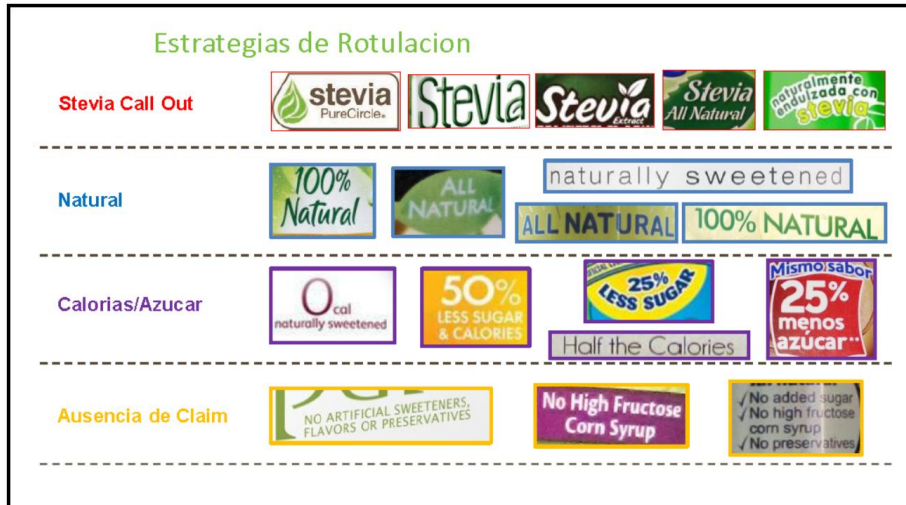 Estrategias de Rotulacion
Stevia Call Out
stevia
PureCircle®
Stevia
Stevia
Extract
Stevia
All Natural
naturalmente
endulzada con
stevia
Natural
100%
Natural
ALL
NATURAL
naturally sweetened
ALL NATURAL
100% NATURAL
Calorias/Azucar
0 cal
naturally sweetened
50%
LESS SUGAR
& CALORIES
25%
LESS SUGAR
Half the Calories
Mismo sabor
25%
menos
azúcar**
Ausencia de Claim
NO ARTIFICIAL SWEETENERS,
FLAVORS OR PRESERVATIVES
No High Fructose
Corn Syrup
✓No added sugar
✓No high fructose
corn syrup
✓No preservatives